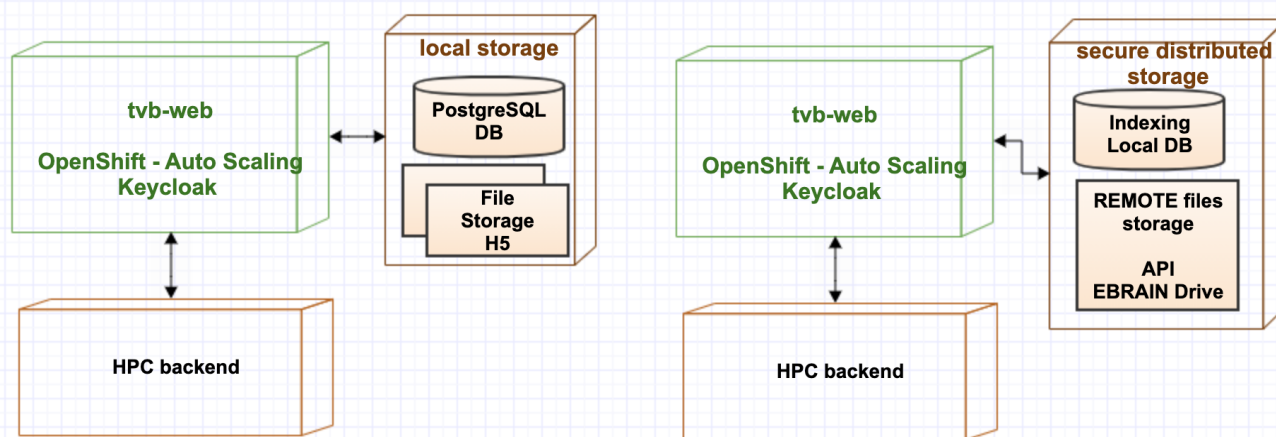 local storage
PostgreSQL
DB
File
Storage
H5
tvb-web
OpenShift - Auto Scaling
Keycloak
HPC backend
secure distributed
storage
Indexing
Local DB
REMOTE files
storage
API
EBRAIN Drive
tvb-web
OpenShift - Auto Scaling
Keycloak
HPC backend